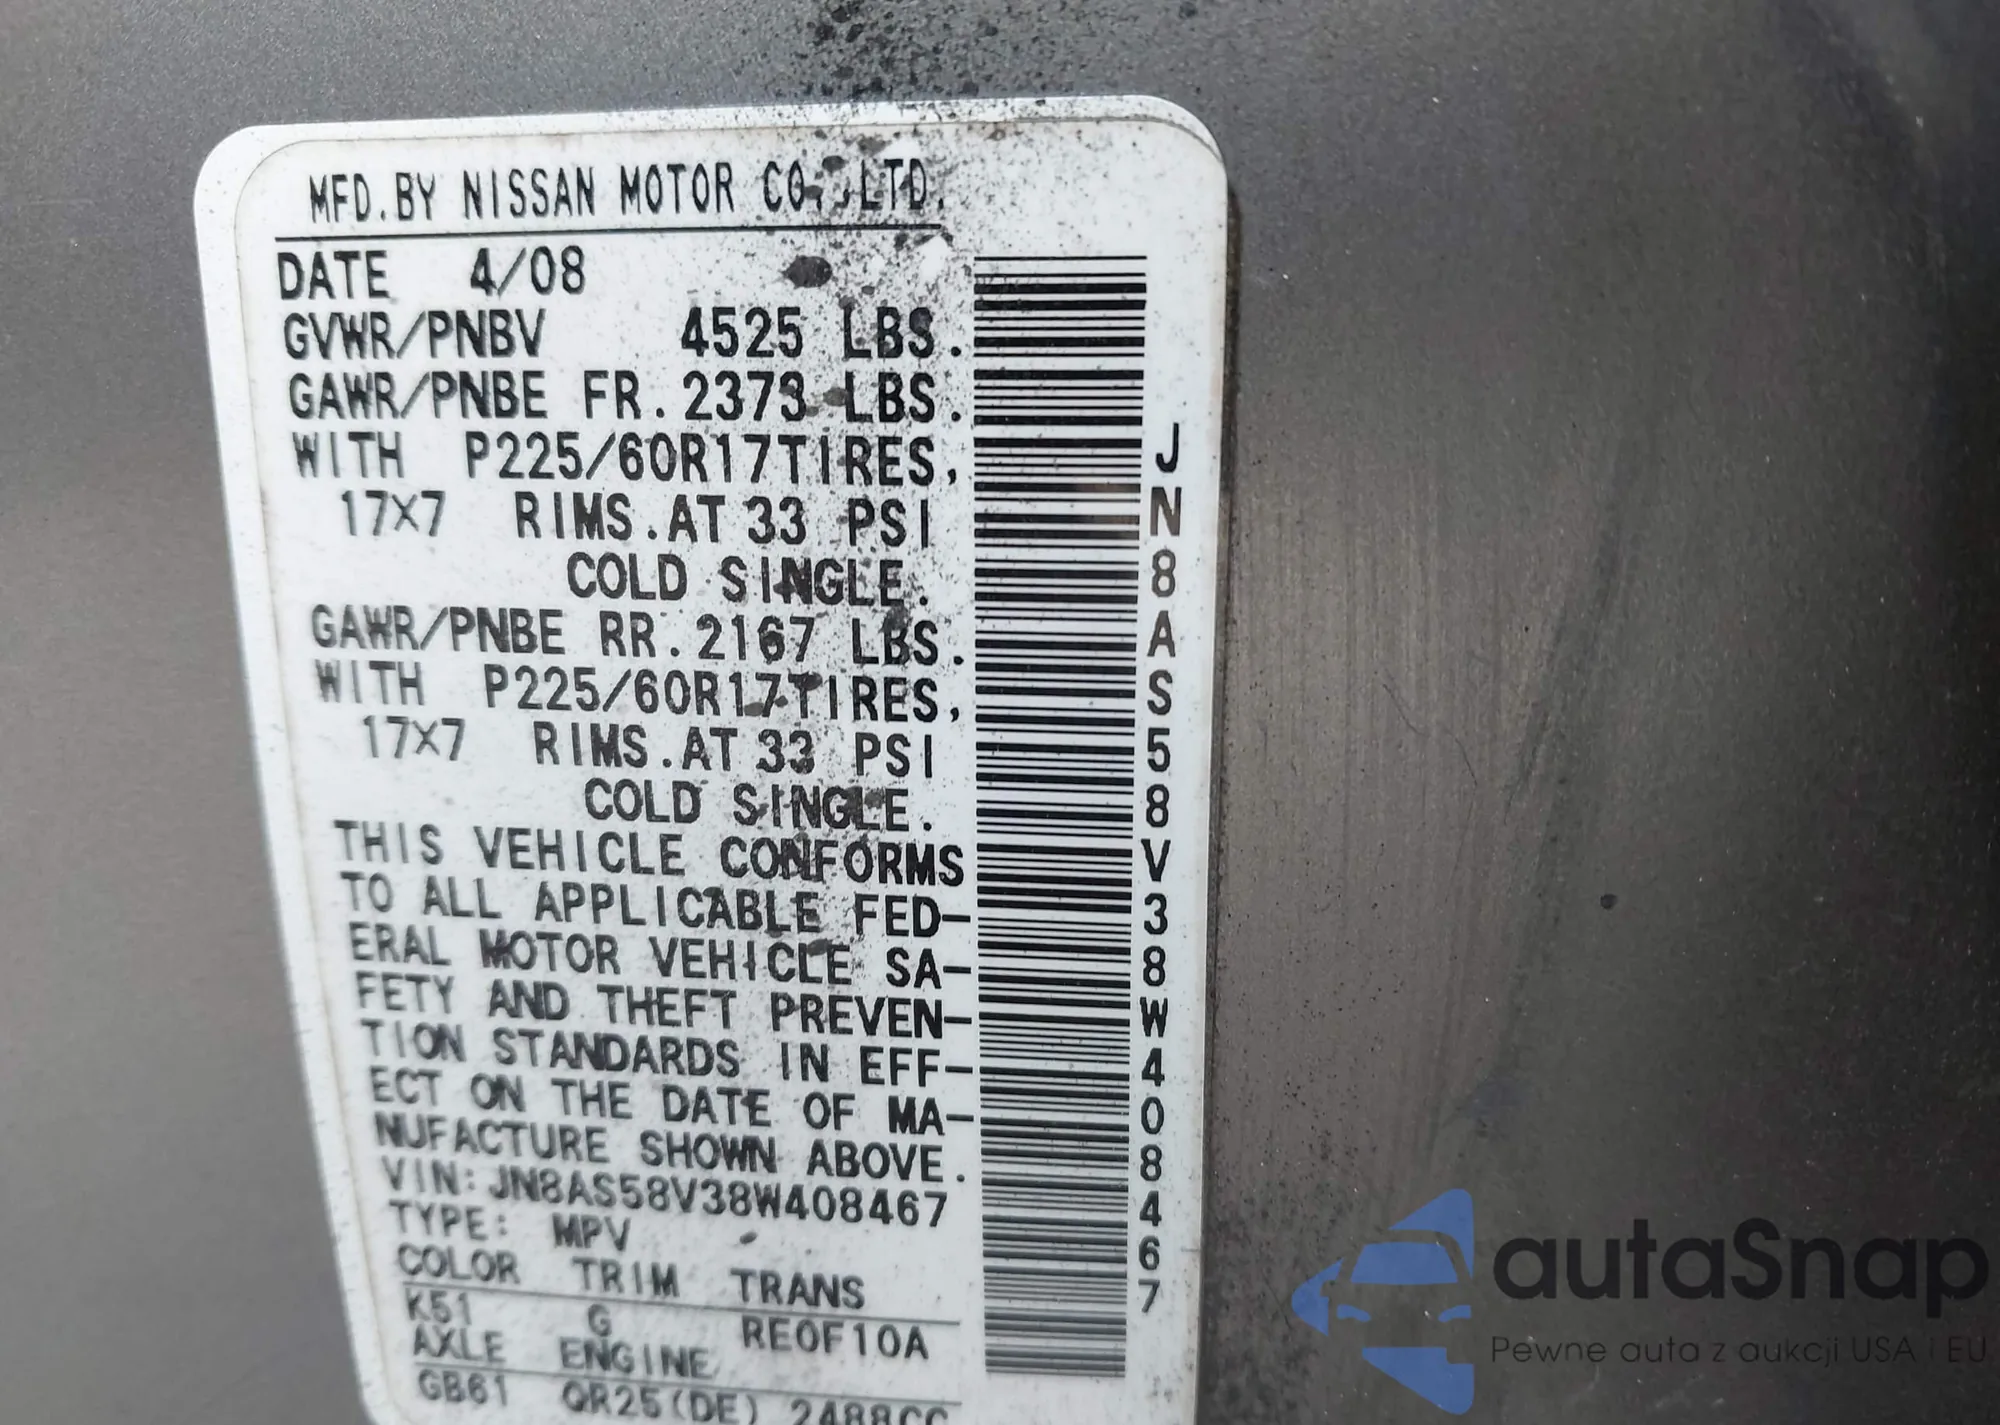 MFD.BY NISSAN MOTOR CO.,LTD.
DATE 4/08
GVWR/PNBV 4525 LBS.
GAWR/PNBE FR.2373 LBS.
WITH P225/60R17TIRES,
17×7 RIMS.AT 33 PSI
COLD SINGLE.
GAWR/PNBE RR.2167 LBS.
WITH P225/60R17TIRES,
17×7 RIMS.AT 33 PSI
COLD SINGLE.
THIS VEHICLE CONFORMS
TO ALL APPLICABLE FED-
ERAL MOTOR VEHICLE SA-
FETY AND THEFT PREVEN-
TION STANDARDS IN EFF-
ECT ON THE DATE OF MA-
NUFACTURE SHOWN ABOVE.
VIN:JN8AS58V38W408467
TYPE: MPV
COLOR TRIM TRANS
K51 G RE0F10A
AXLE ENGINE
GB61 QR25(DE) 2488CC
JN8AS58V38W408467
autaSnap
Pewne auta z aukcji USA i EU